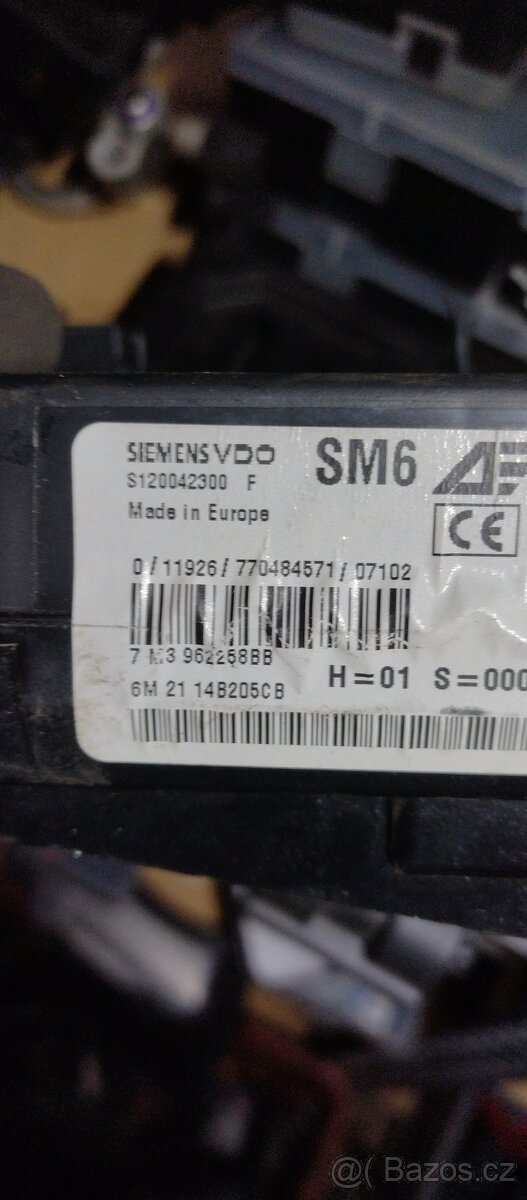 SIEMENS VDO SM6
S120042300 F
Made in Europe
CE
0/11926/770484571/07102
7 M3 962258BB
6M 21 14B205CB H=01 S=000
@( Bazoš.cz